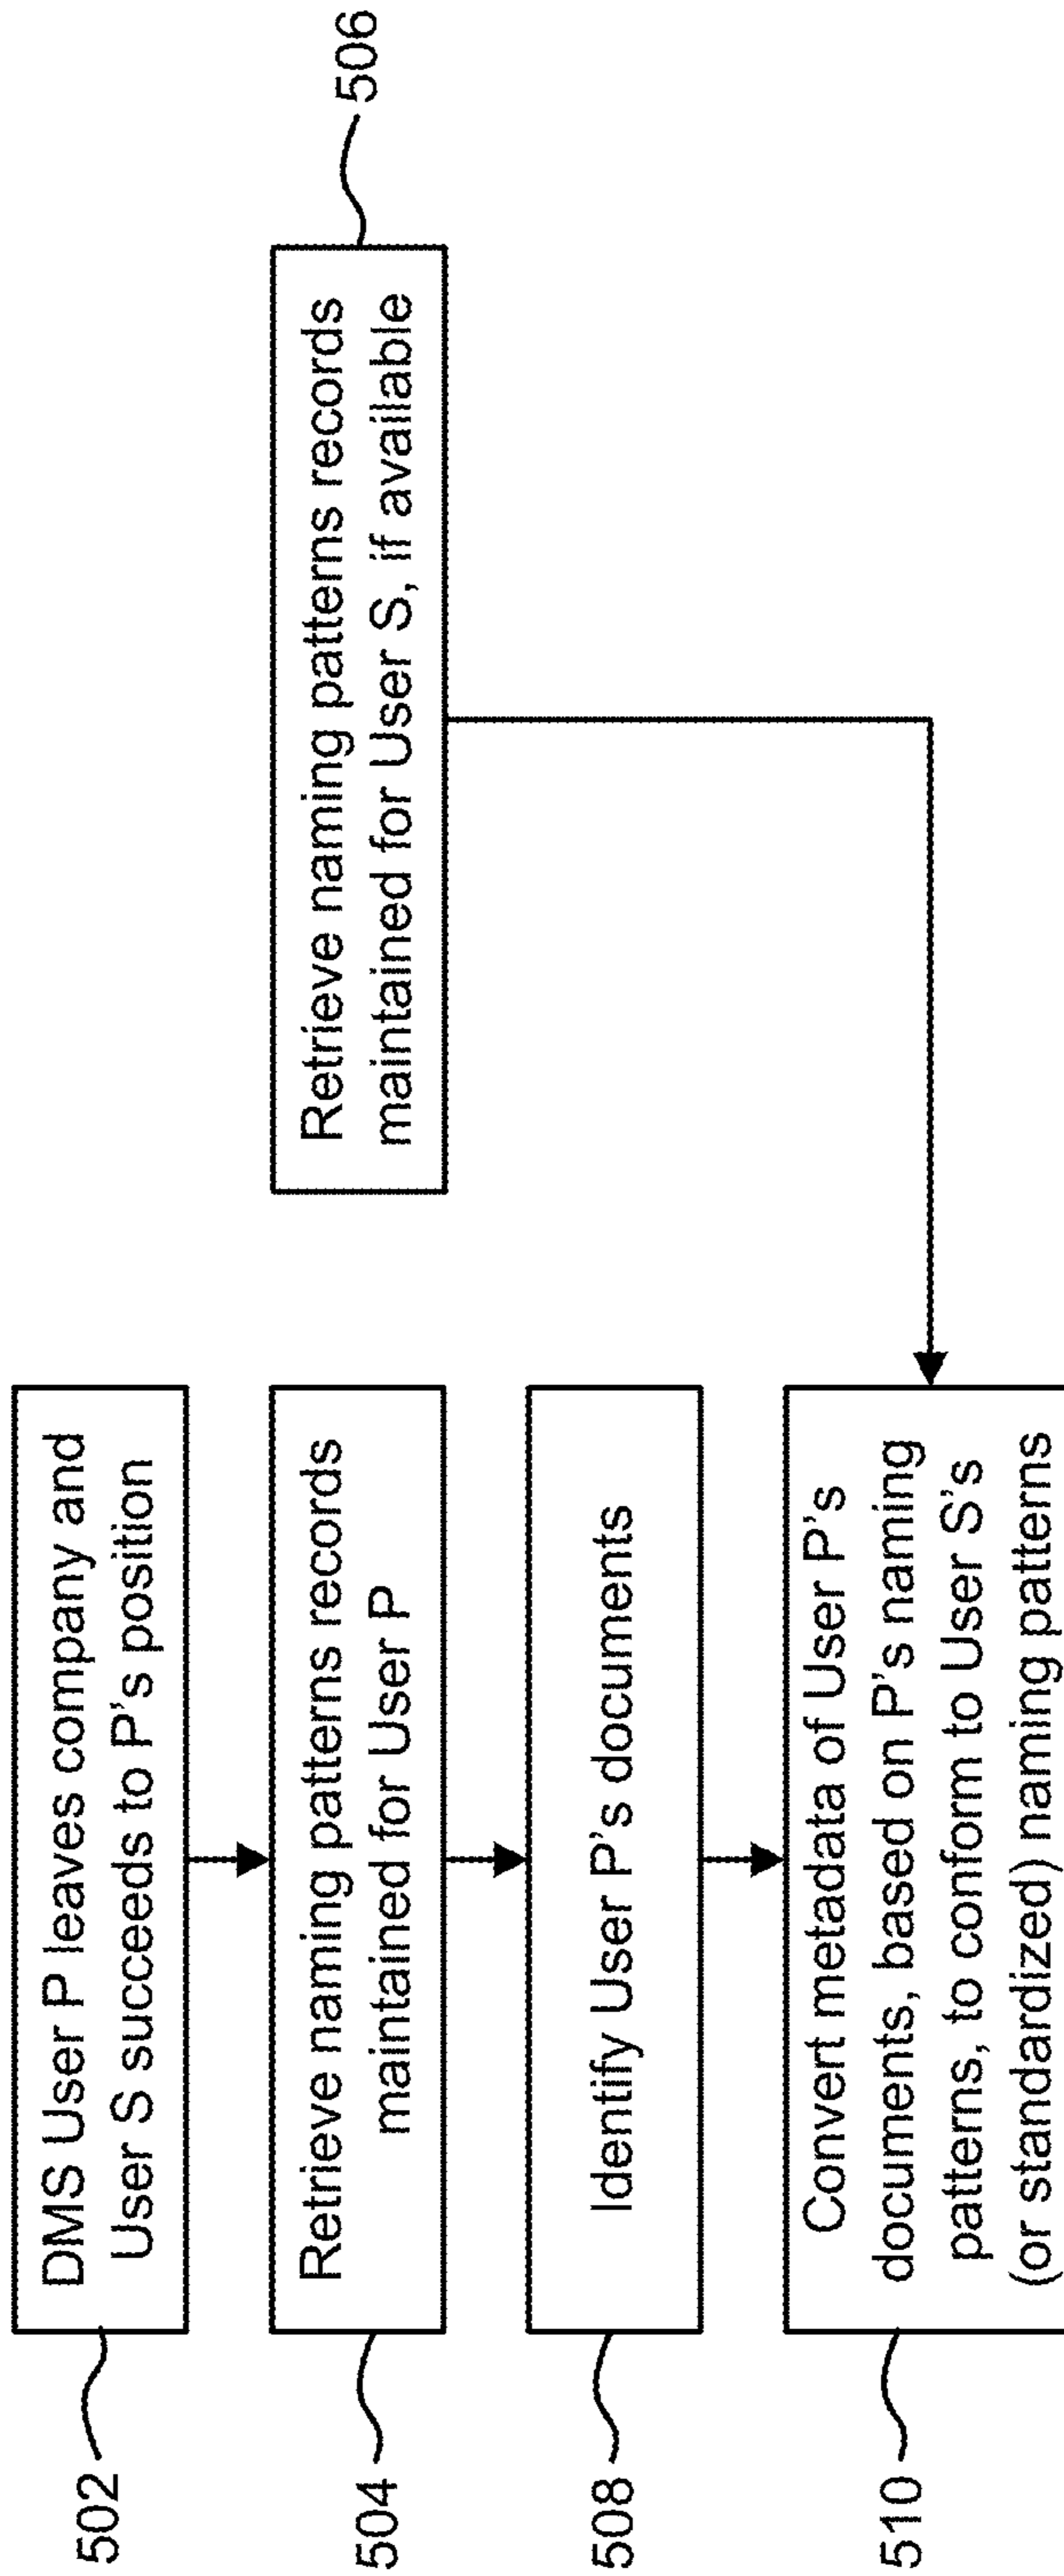 502
DMS User P leaves company and
User S succeeds to P's position
504
Retrieve naming patterns records
maintained for User P
506
Retrieve naming patterns records
maintained for User S, if available
508
Identify User P's documents
510
Convert metadata of User P's
documents, based on P's naming
patterns, to conform to User S's
(or standardized) naming patterns